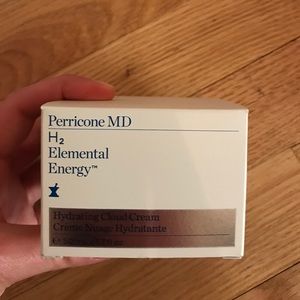 Perricone MD
H₂
Elemental
Energy™
Hydrating Cloud Cream
Crème Nuage Hydratante